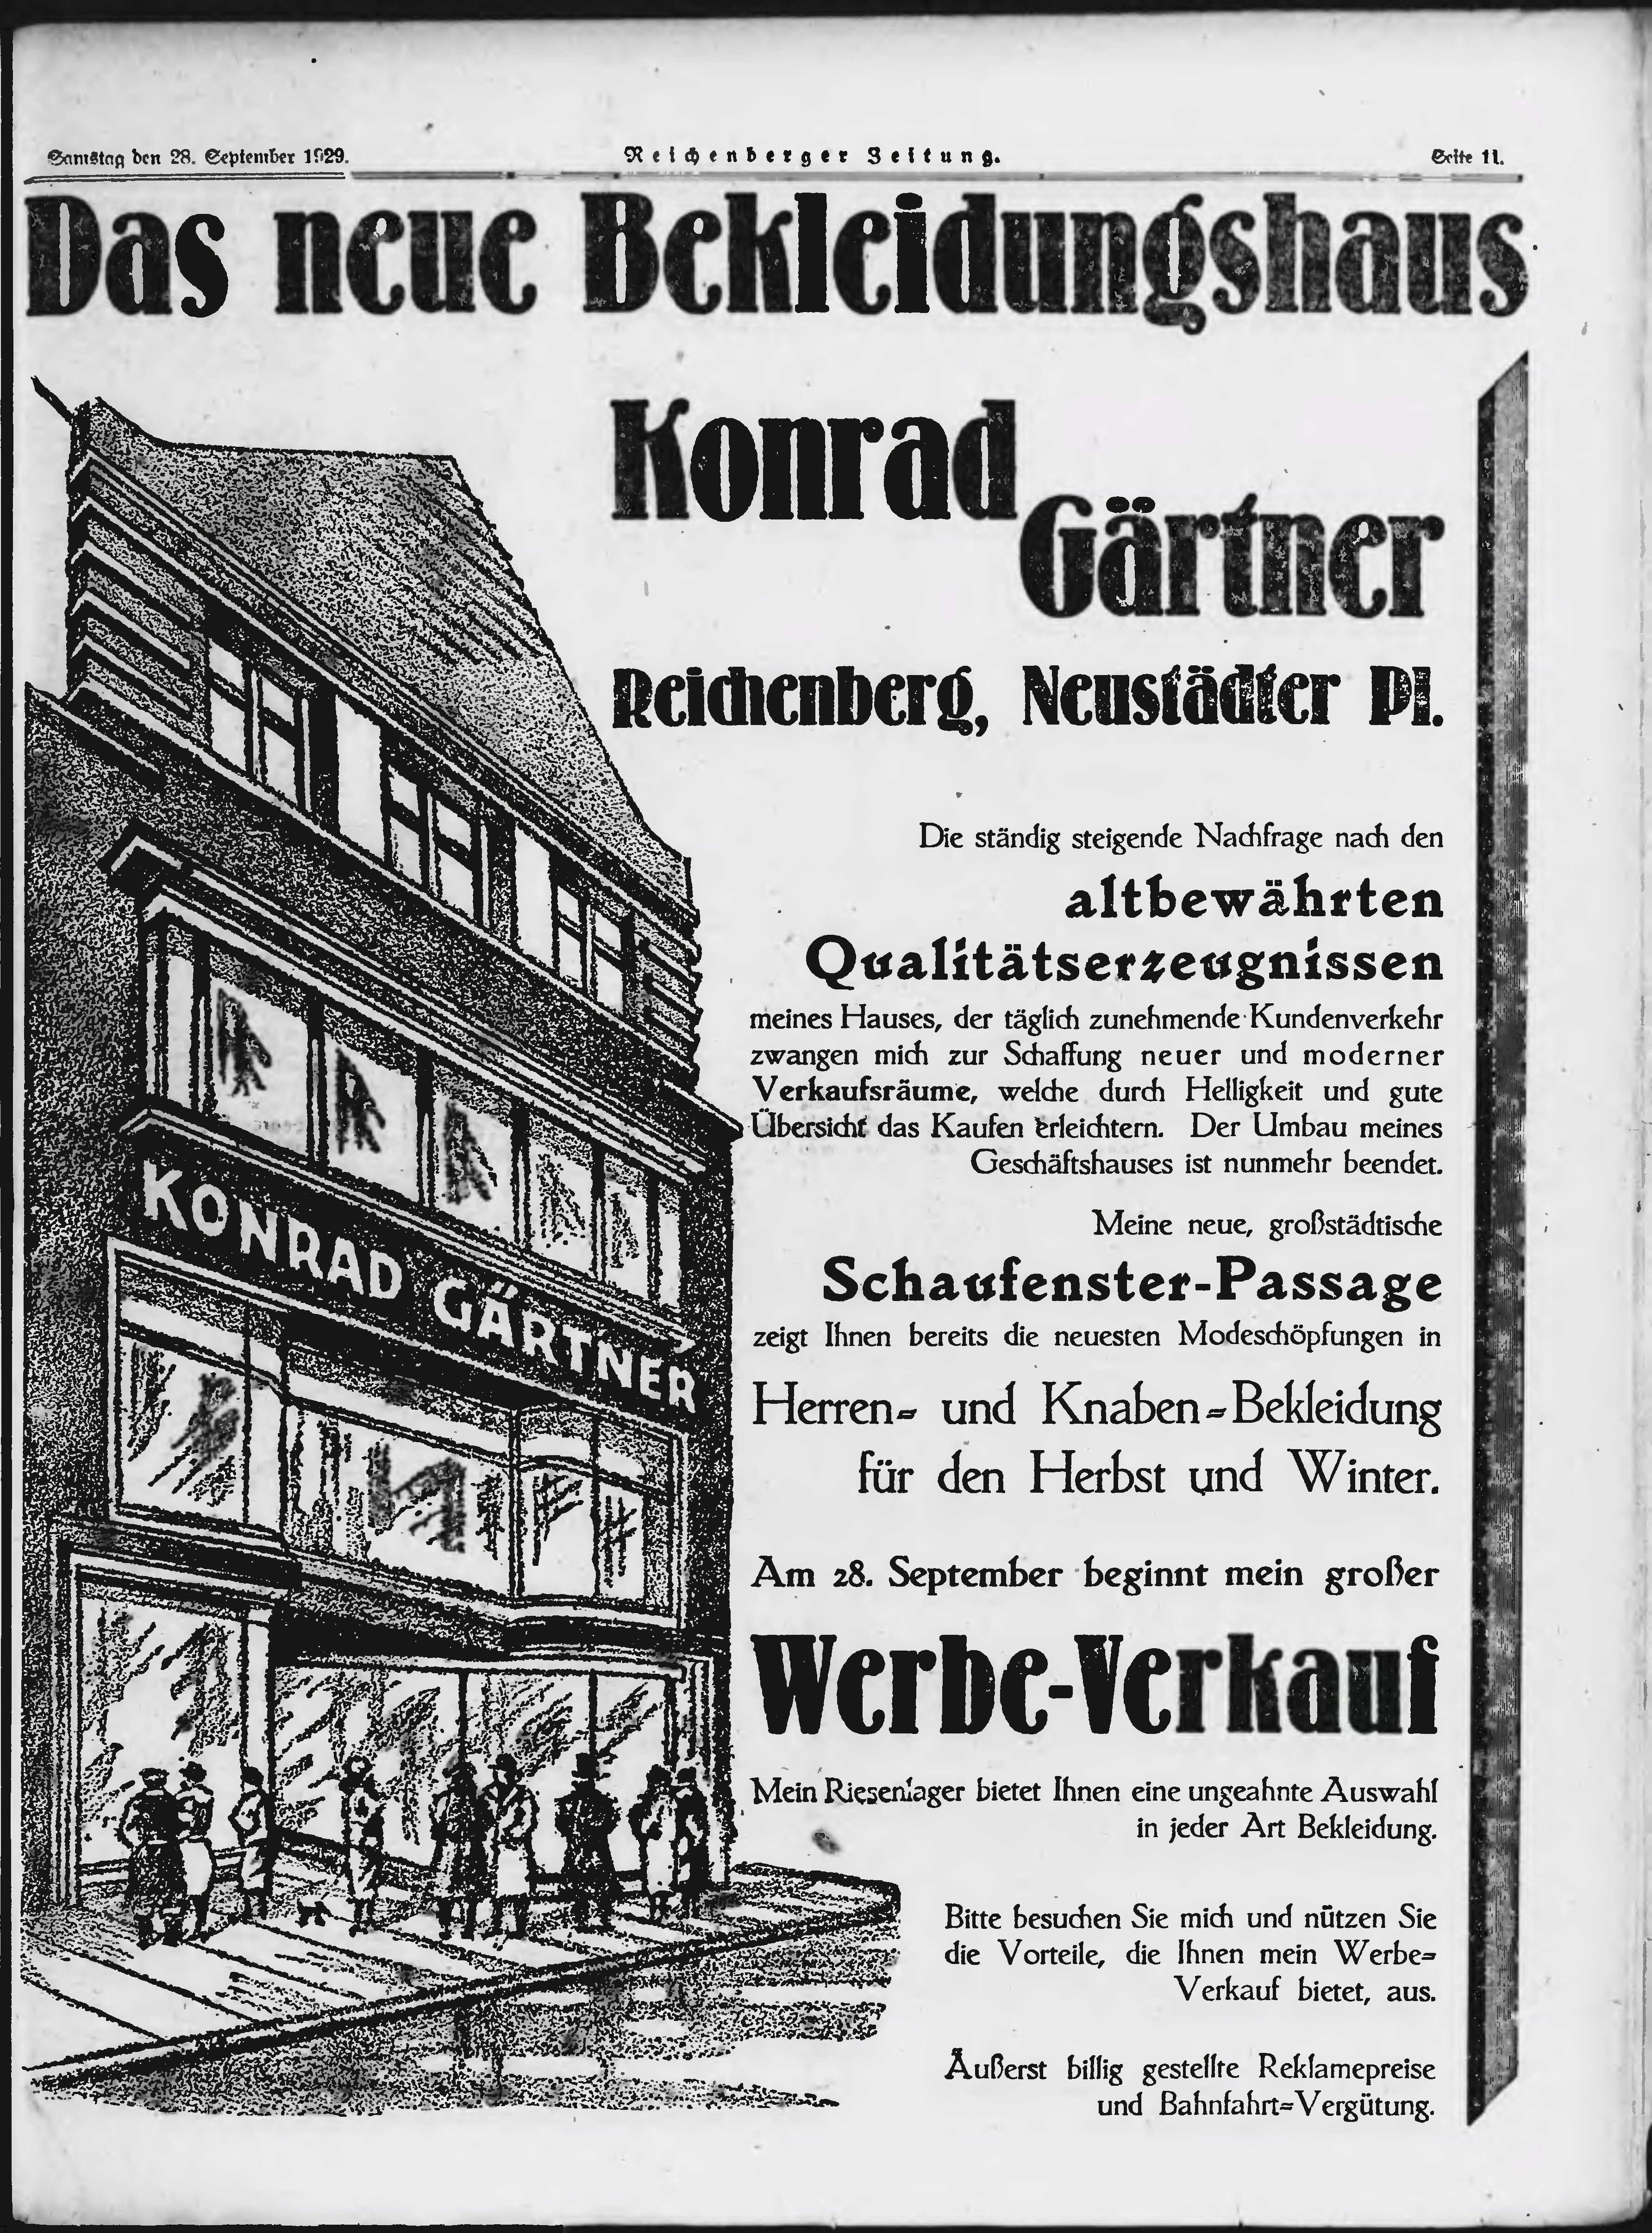 Samstag den 28. September 1929.
Reichenberger Zeitung.
Seite 11.
Das neue Bekleidungshaus
Konrad
Gärtner
Reichenberg, Neustädter Pl.
Die ständig steigende Nachfrage nach den
altbewährten
Qualitätserzeugnissen
meines Hauses, der täglich zunehmende Kundenverkehr
zwangen mich zur Schaffung neuer und moderner
Verkaufsräume, welche durch Helligkeit und gute
Übersicht das Kaufen erleichtern. Der Umbau meines
Geschäftshauses ist nunmehr beendet.
Meine neue, großstädtische
Schaufenster-Passage
zeigt Ihnen bereits die neuesten Modeschöpfungen in
Herren- und Knaben-Bekleidung
für den Herbst und Winter.
Am 28. September beginnt mein großer
Werbe-Verkauf
Mein Riesenlager bietet Ihnen eine ungeahnte Auswahl
in jeder Art Bekleidung.
Bitte besuchen Sie mich und nützen Sie
die Vorteile, die Ihnen mein Werbe-
Verkauf bietet, aus.
Äußerst billig gestellte Reklamepreise
und Bahnfahrt-Vergütung.
KONRAD GÄRTNER